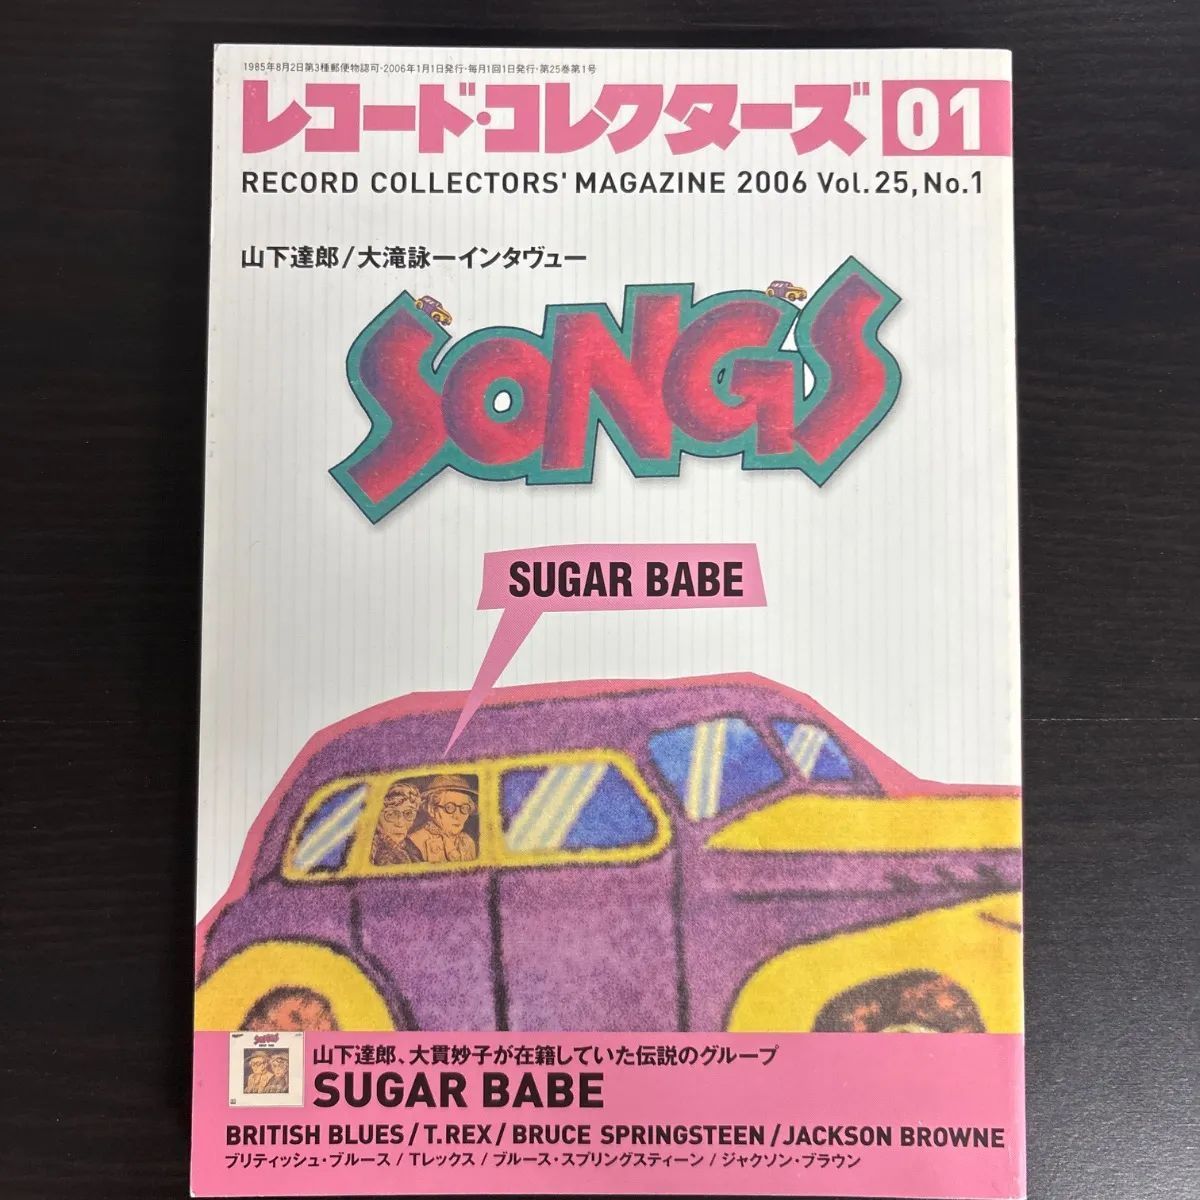 1985年8月2日第3種郵便物認可・2006年1月1日発行・毎月1回1日発行・第25巻第1号
レコード・コレクターズ 01
RECORD COLLECTORS' MAGAZINE 2006 Vol.25, No.1
山下達郎/大滝詠一インタヴュー
SONGS
SUGAR BABE
SONGS
山下達郎、大貫妙子が在籍していた伝説のグループ
SUGAR BABE
BRITISH BLUES/T.REX/BRUCE SPRINGSTEEN/JACKSON BROWNE
ブリティッシュ・ブルース/Tレックス/ブルース・スプリングスティーン/ジャクソン・ブラウン